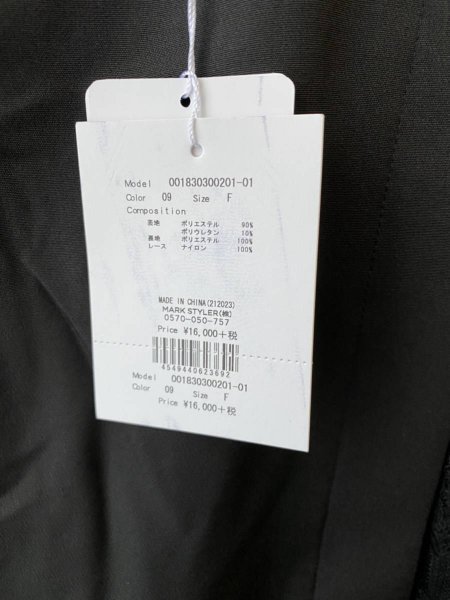 Model 001830300201-01
Color 09 Size F
Composition
表地 ポリエステル 90%
ポリウレタン 10%
裏地 ポリエステル 100%
レース ナイロン 100%
MADE IN CHINA(212023)
MARK STYLER(株)
0570-050-757
Price ¥16,000+税
4549440623692
Model 001830300201-01
Color 09 Size F
Price ¥16,000+税